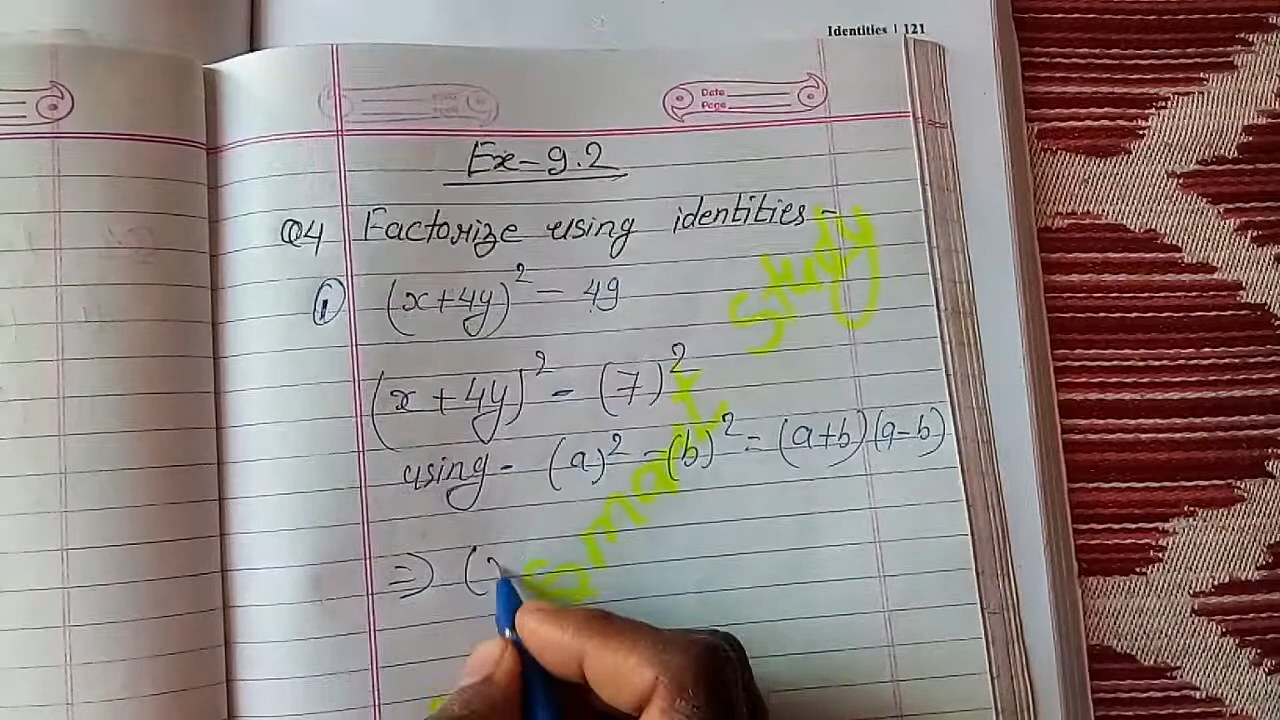 Identities | 121
Date
Page
Ex-9.2
Q4 Factorize using identities-
① (x+4y)² - 49
(x+4y)² - (7)²
using- (a)² - (b)² = (a+b)(a-b)
⇒ (
Smart Study